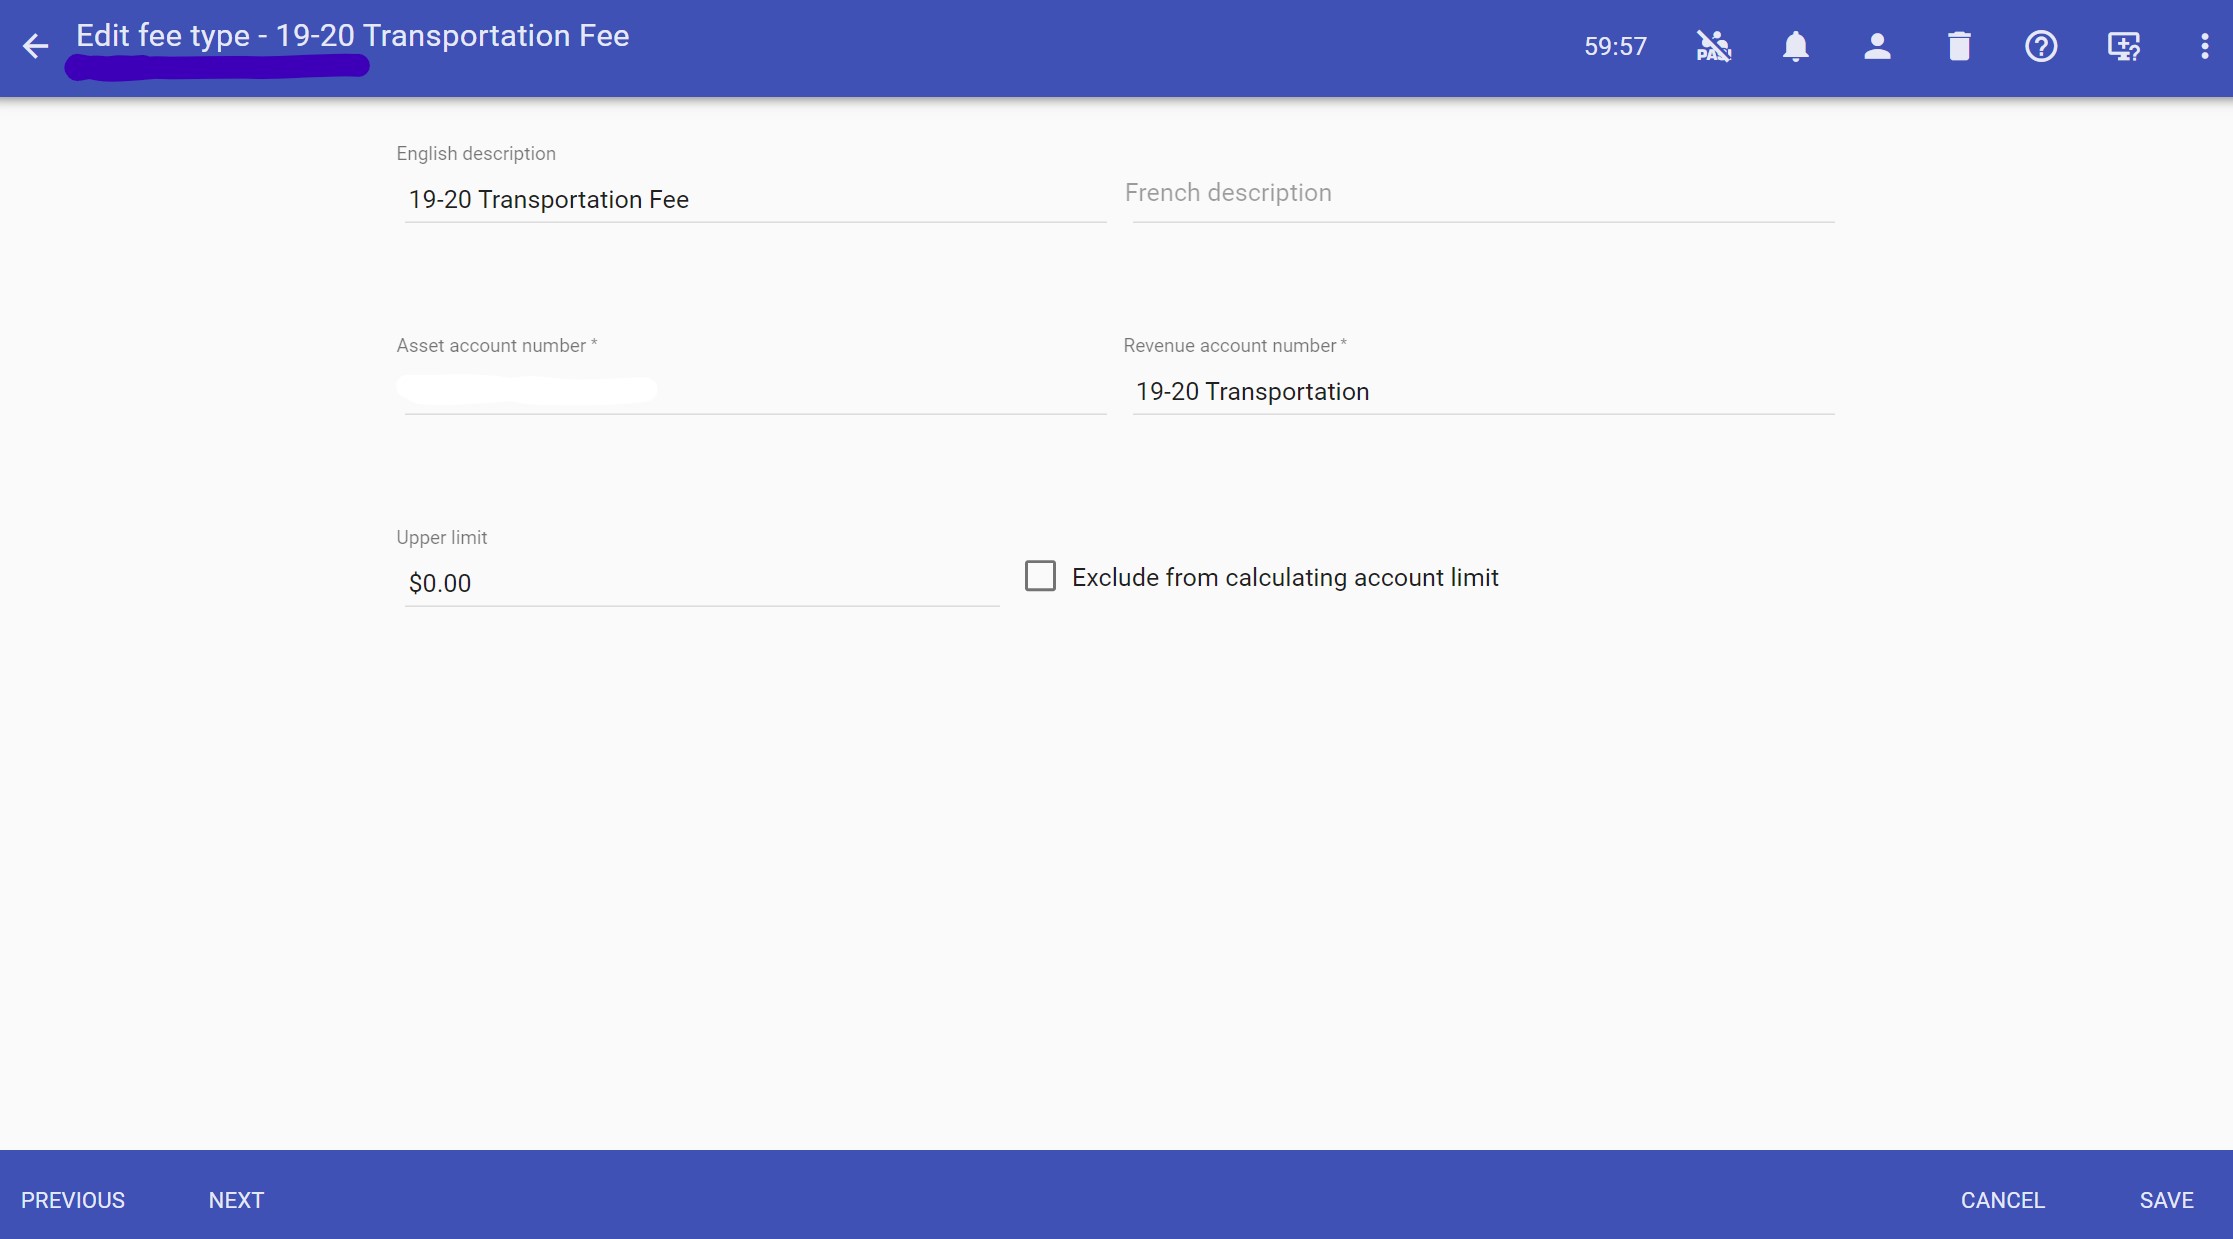 Edit fee type - 19-20 Transportation Fee
59:57
English description
19-20 Transportation Fee
French description
Asset account number *
Revenue account number *
19-20 Transportation
Upper limit
$0.00
Exclude from calculating account limit
PREVIOUS
NEXT
CANCEL
SAVE